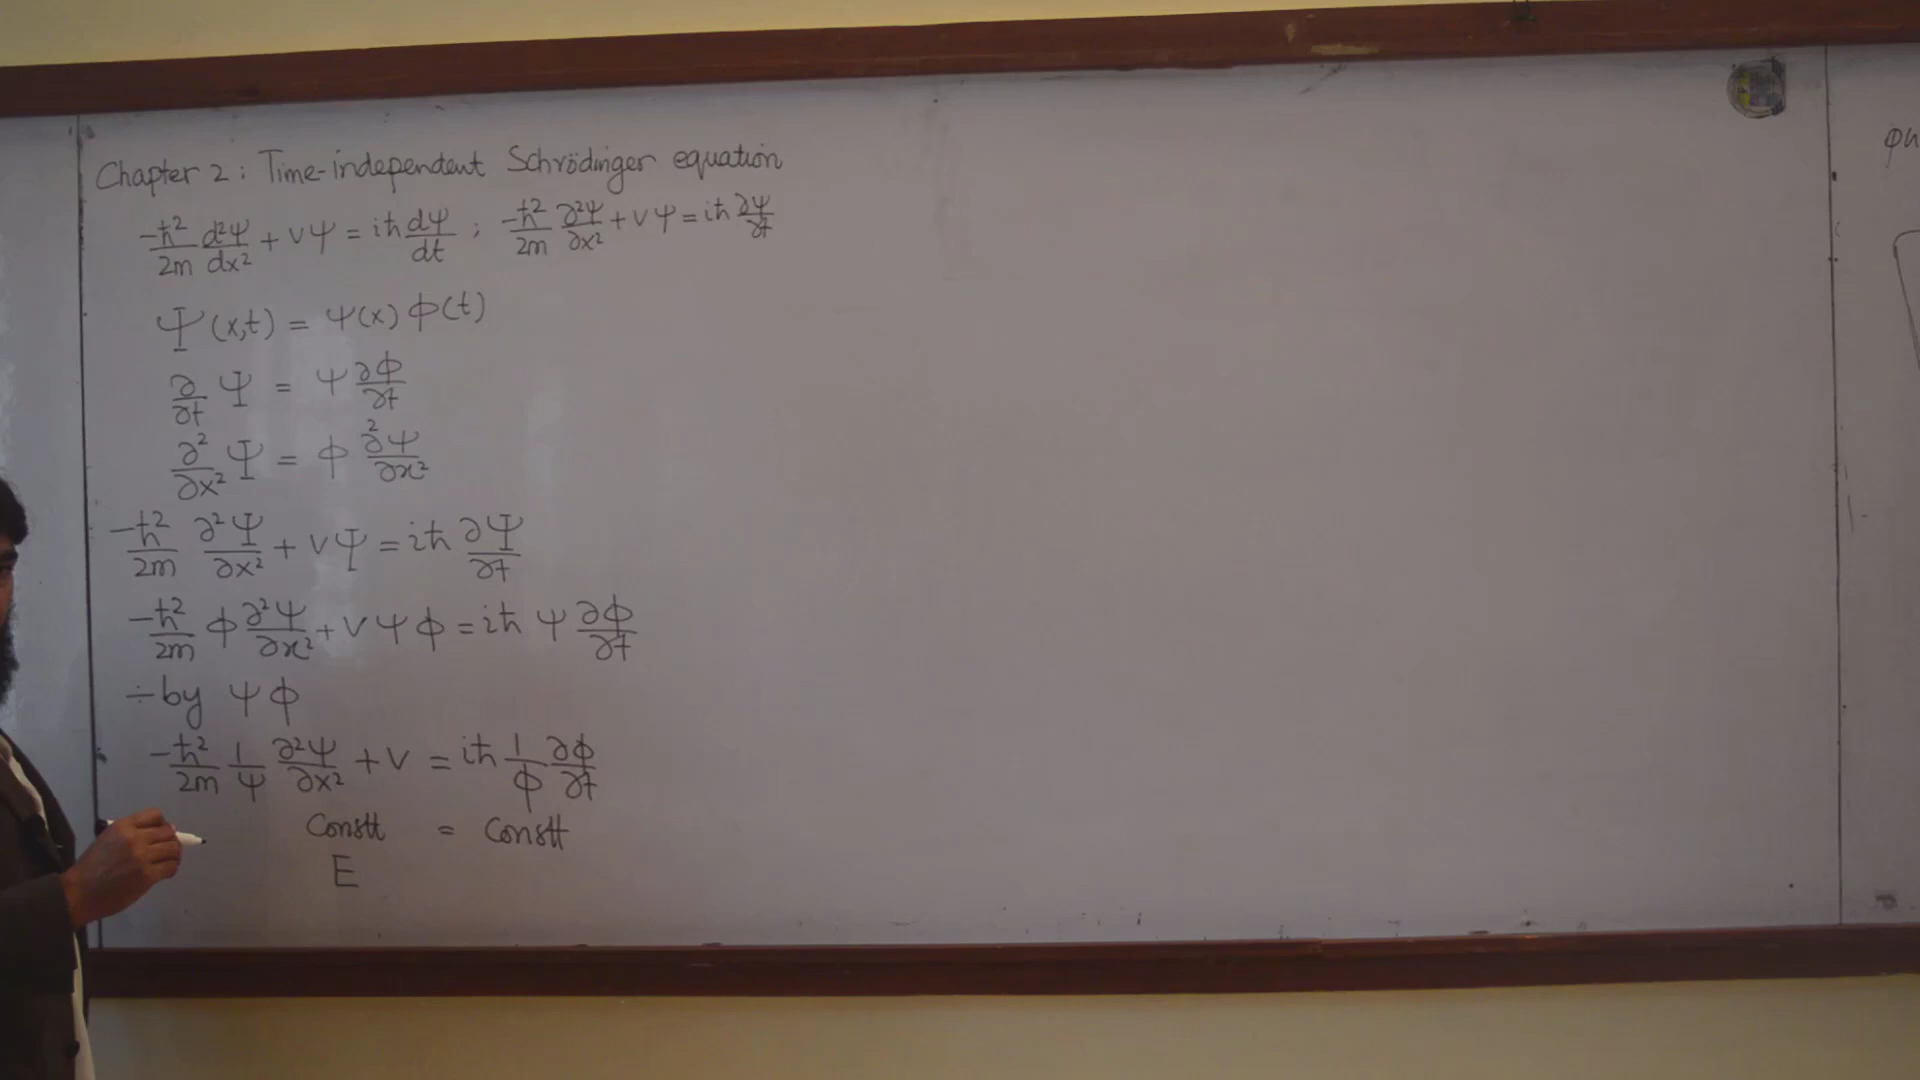 Chapter 2: Time-independent Schrödinger equation
-ħ²/2m d²Ψ/dx² + VΨ = iħ dΨ/dt ; -ħ²/2m ∂²Ψ/∂x² + VΨ = iħ ∂Ψ/∂t
Ψ(x,t) = ψ(x) ϕ(t)
∂/∂t Ψ = ψ ∂ϕ/∂t
∂²/∂x² Ψ = ϕ ∂²ψ/∂x²
-ħ²/2m ∂²Ψ/∂x² + VΨ = iħ ∂Ψ/∂t
-ħ²/2m ϕ ∂²ψ/∂x² + Vψϕ = iħ ψ ∂ϕ/∂t
÷by ψϕ
-ħ²/2m 1/ψ ∂²ψ/∂x² + V = iħ 1/ϕ ∂ϕ/∂t
Constt = Constt
E